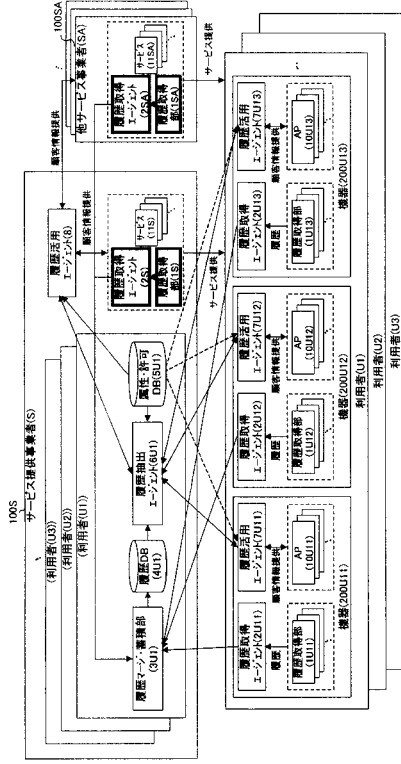 100S
サービス提供事業者(S)
(利用者(U3))
(利用者(U2))
(利用者(U1))
履歴マージ・蓄積部
(3U1)
履歴DB
(4U1)
履歴抽出
エージェント(6U1)
属性・許可
DB(5U1)
履歴活用
エージェント(8)
顧客情報提供
顧客情報提供
履歴取得
エージェント
(2S)
履歴取得
部(1S)
サービス
(11S)
サービス提供
100SA
他サービス事業者(SA)
履歴取得
エージェント
(2SA)
履歴取得
部(1SA)
サービス
(11SA)
サービス提供
履歴取得
エージェント(2U11)
履歴
履歴取得部
(1U11)
履歴活用
エージェント(7U11)
顧客情報提供
AP
(10U11)
機器(200U11)
履歴取得
エージェント(2U12)
履歴
履歴取得部
(1U12)
履歴活用
エージェント(7U12)
顧客情報提供
AP
(10U12)
機器(200U12)
履歴取得
エージェント(2U13)
履歴
履歴取得部
(1U13)
履歴活用
エージェント(7U13)
顧客情報提供
AP
(10U13)
機器(200U13)
利用者(U1)
利用者(U2)
利用者(U3)